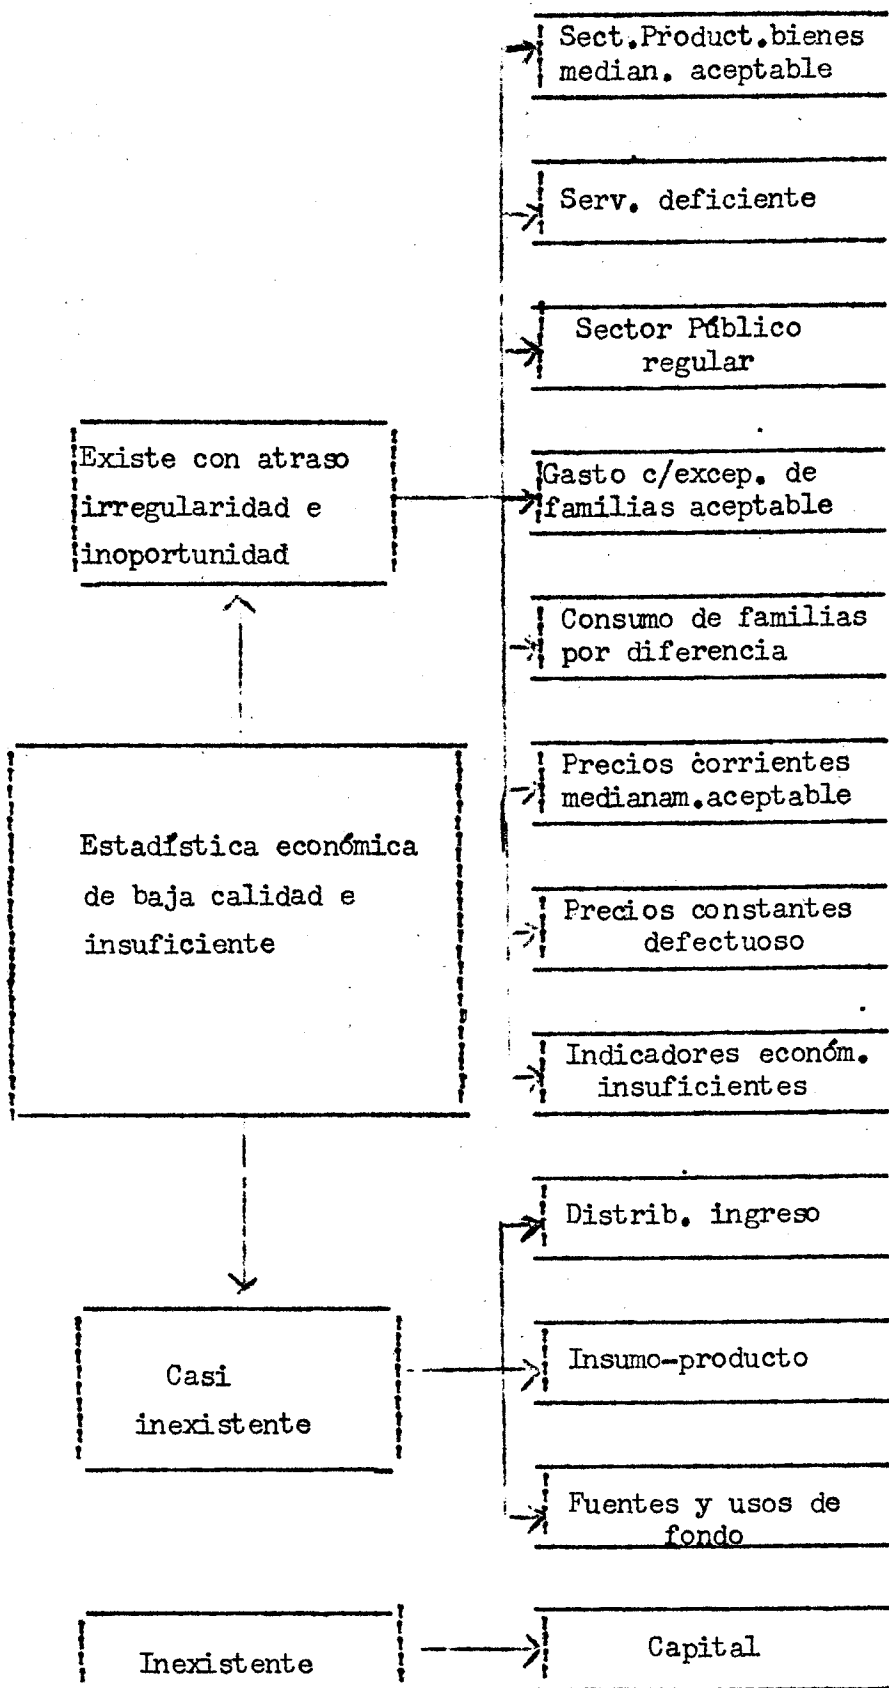 Sect.Product.bienes
median. aceptable
Serv. deficiente
Sector Público
regular
Existe con atraso
irregularidad e
inoportunidad
Gasto c/excep. de
familias aceptable
Consumo de familias
por diferencia
Precios corrientes
medianam.aceptable
Estadística económica
de baja calidad e
insuficiente
Precios constantes
defectuoso
Indicadores económ.
insuficientes
Distrib. ingreso
Casi
inexistente
Insumo-producto
Fuentes y usos de
fondo
Inexistente
Capital